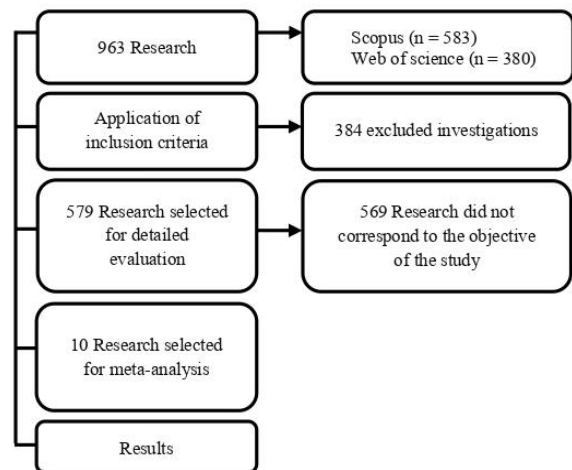 963 Research
Scopus (n = 583)
Web of science (n = 380)
Application of
inclusion criteria
384 excluded investigations
579 Research selected
for detailed
evaluation
569 Research did not
correspond to the objective
of the study
10 Research selected
for meta-analysis
Results